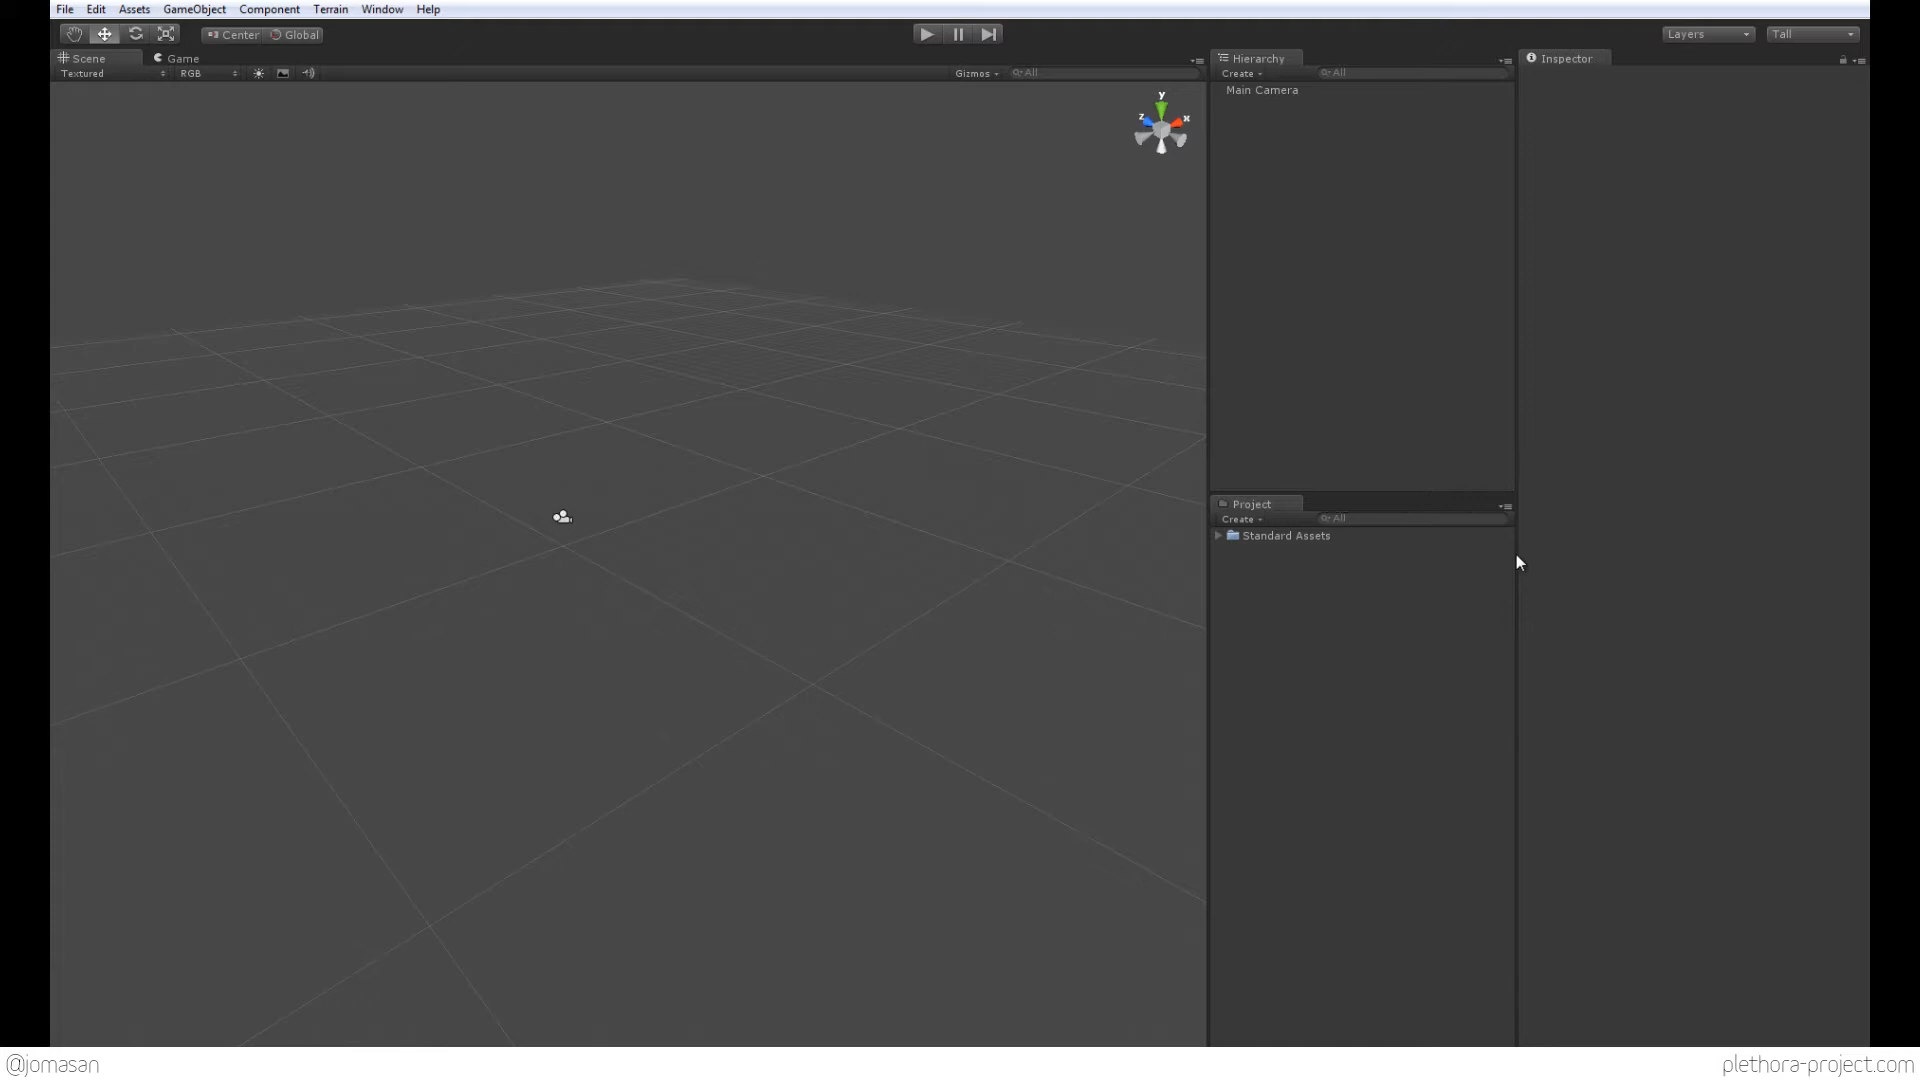 File Edit Assets GameObject Component Terrain Window Help
Center Global Layers Tall
Scene Game Hierarchy Inspector
Textured RGB Gizmos All Create All
Main Camera
y
z x
Project
Create All
Standard Assets
@jomasan plethora-project.com